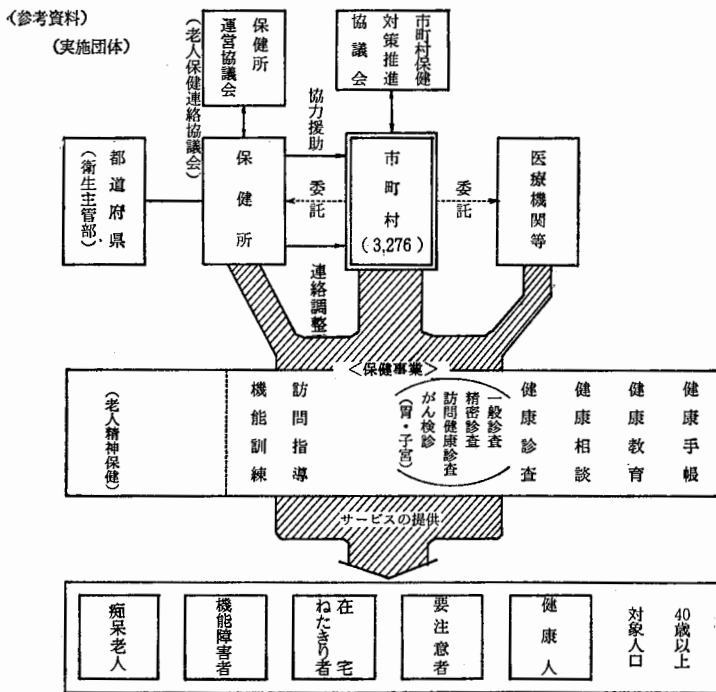 〈参考資料〉
(実施団体)
保健所
運営協議会
(老人保健連絡協議会)
市町村保健
対策推進
協議会
都道府県
(衛生主管部)
保健所
協力援助
委託
連絡調整
市町村
(3,276)
委託
医療機関等
＜保健事業＞
健康手帳
健康教育
健康相談
健康診査
一般診査
精密診査
訪問健康診査
がん検診
(胃・子宮)
訪問指導
機能訓練
(老人精神保健)
サービスの提供
40歳以上
対象人口
健康人
要注意者
在宅
ねたきり者
機能障害者
痴呆老人